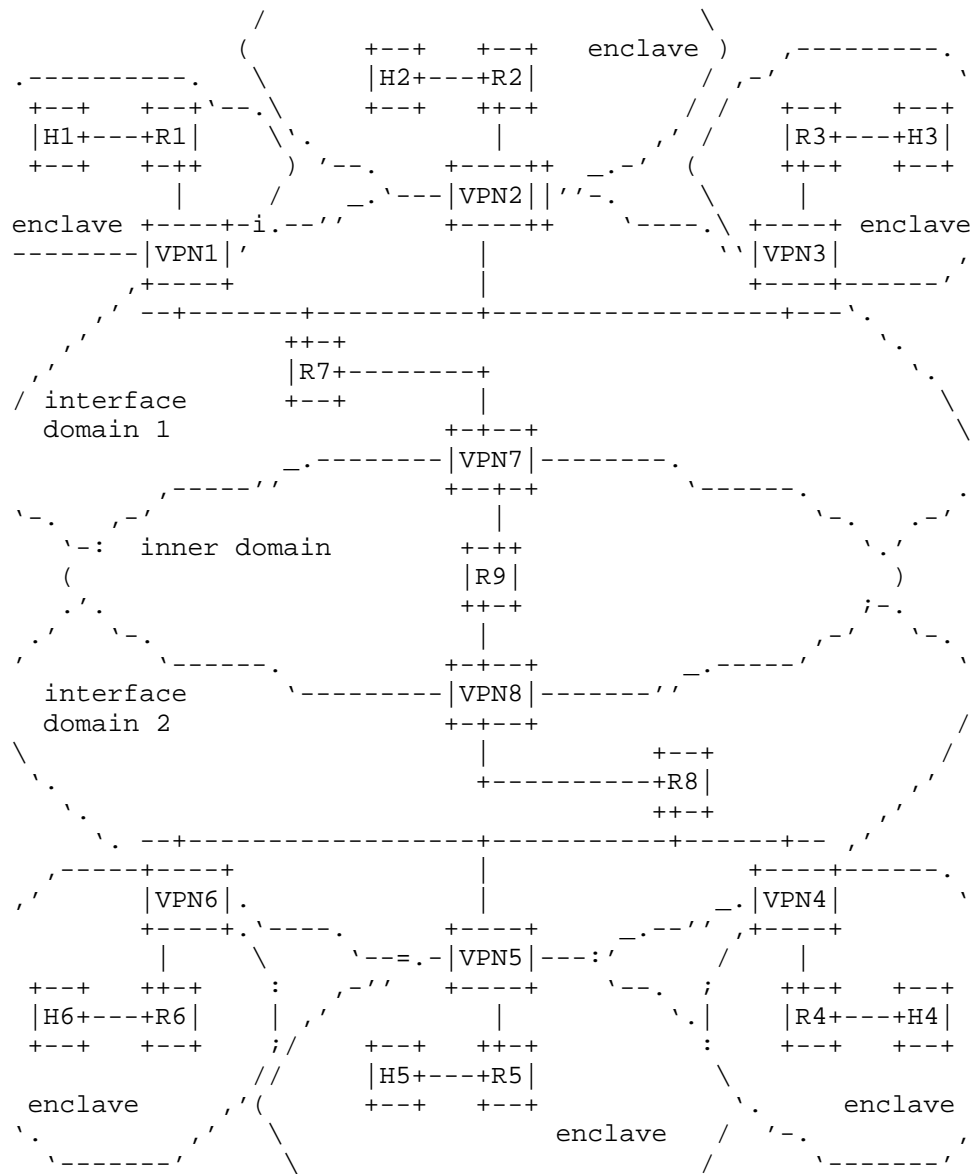 enclave
H2 R2
H1 R1 R3 H3
VPN2
enclave enclave
VPN1 VPN3
R7
interface
domain 1
VPN7
inner domain
R9
interface
domain 2
VPN8
R8
VPN6 VPN4
VPN5
H6 R6 R4 H4
H5 R5
enclave enclave
enclave